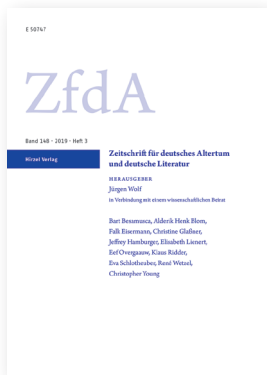 E 50747
ZfdA
Band 148 – 2019 – Heft 3
Hirzel Verlag
Zeitschrift für deutsches Altertum
und deutsche Literatur
HERAUSGEBER
Jürgen Wolf
in Verbindung mit einem wissenschaftlichen Beirat
Bart Besamusca, Alderik Henk Blom,
Falk Eisermann, Christine Glaßner,
Jeffrey Hamburger, Elisabeth Lienert,
Eef Overgaauw, Klaus Ridder,
Eva Schlotheuber, René Wetzel,
Christopher Young